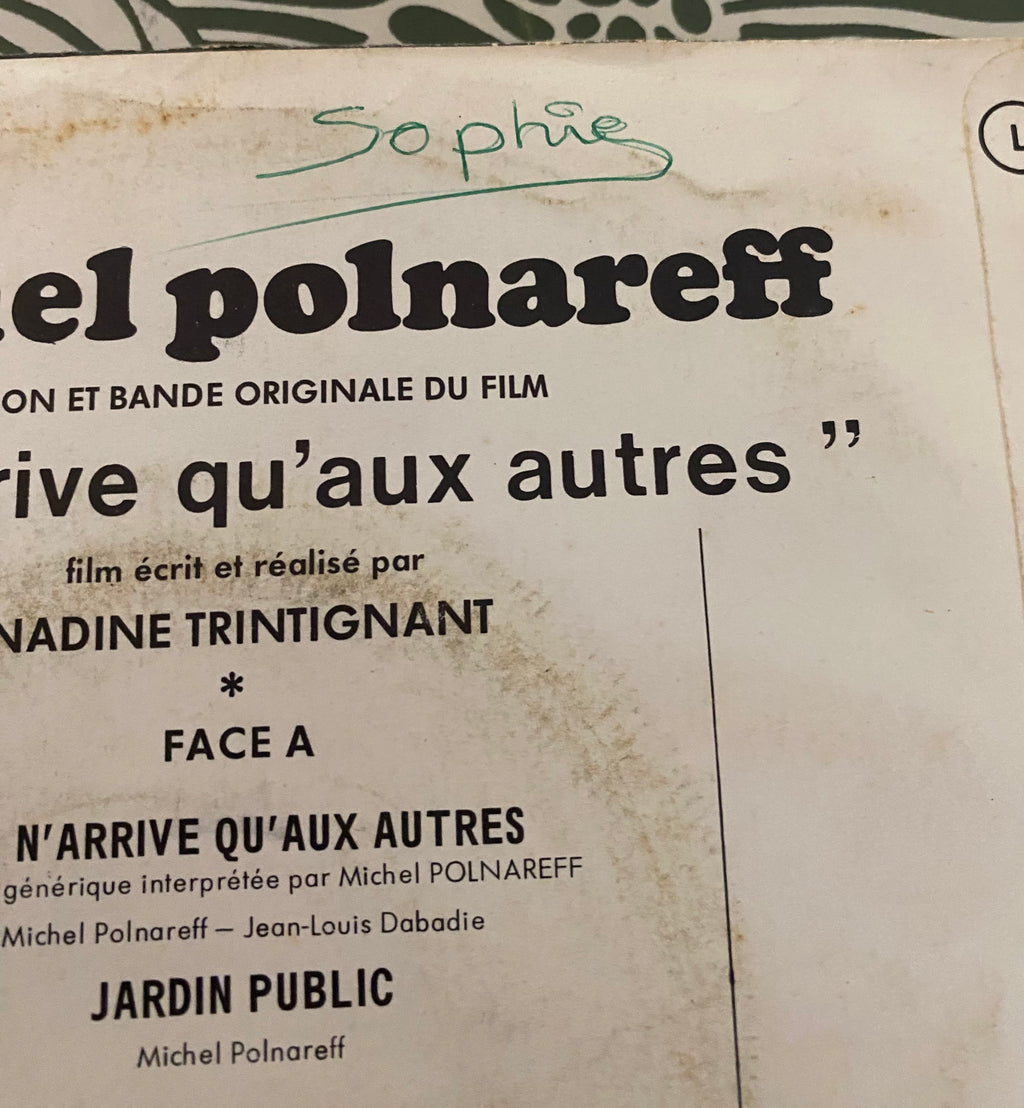 Sophie
L
el polnareff
ON ET BANDE ORIGINALE DU FILM
rive qu'aux autres ”
film écrit et réalisé par
NADINE TRINTIGNANT
*
FACE A
N'ARRIVE QU'AUX AUTRES
générique interprétée par Michel POLNAREFF
Michel Polnareff – Jean-Louis Dabadie
JARDIN PUBLIC
Michel Polnareff